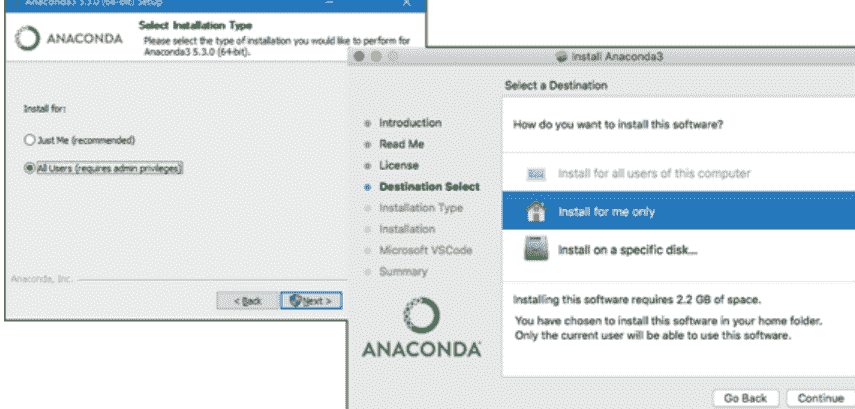 Anaconda3 5.3.0 (64-bit) Setup
ANACONDA
Select Installation Type
Please select the type of installation you would like to perform for
Anaconda3 5.3.0 (64-bit).
Install for:
Just Me (recommended)
All Users (requires admin privileges)
Anaconda, Inc.
< Back
Next >
Install Anaconda3
Select a Destination
Introduction
Read Me
License
Destination Select
Installation Type
Installation
Microsoft VSCode
Summary
ANACONDA
How do you want to install this software?
Install for all users of this computer
Install for me only
Install on a specific disk...
Installing this software requires 2.2 GB of space.
You have chosen to install this software in your home folder.
Only the current user will be able to use this software.
Go Back
Continue